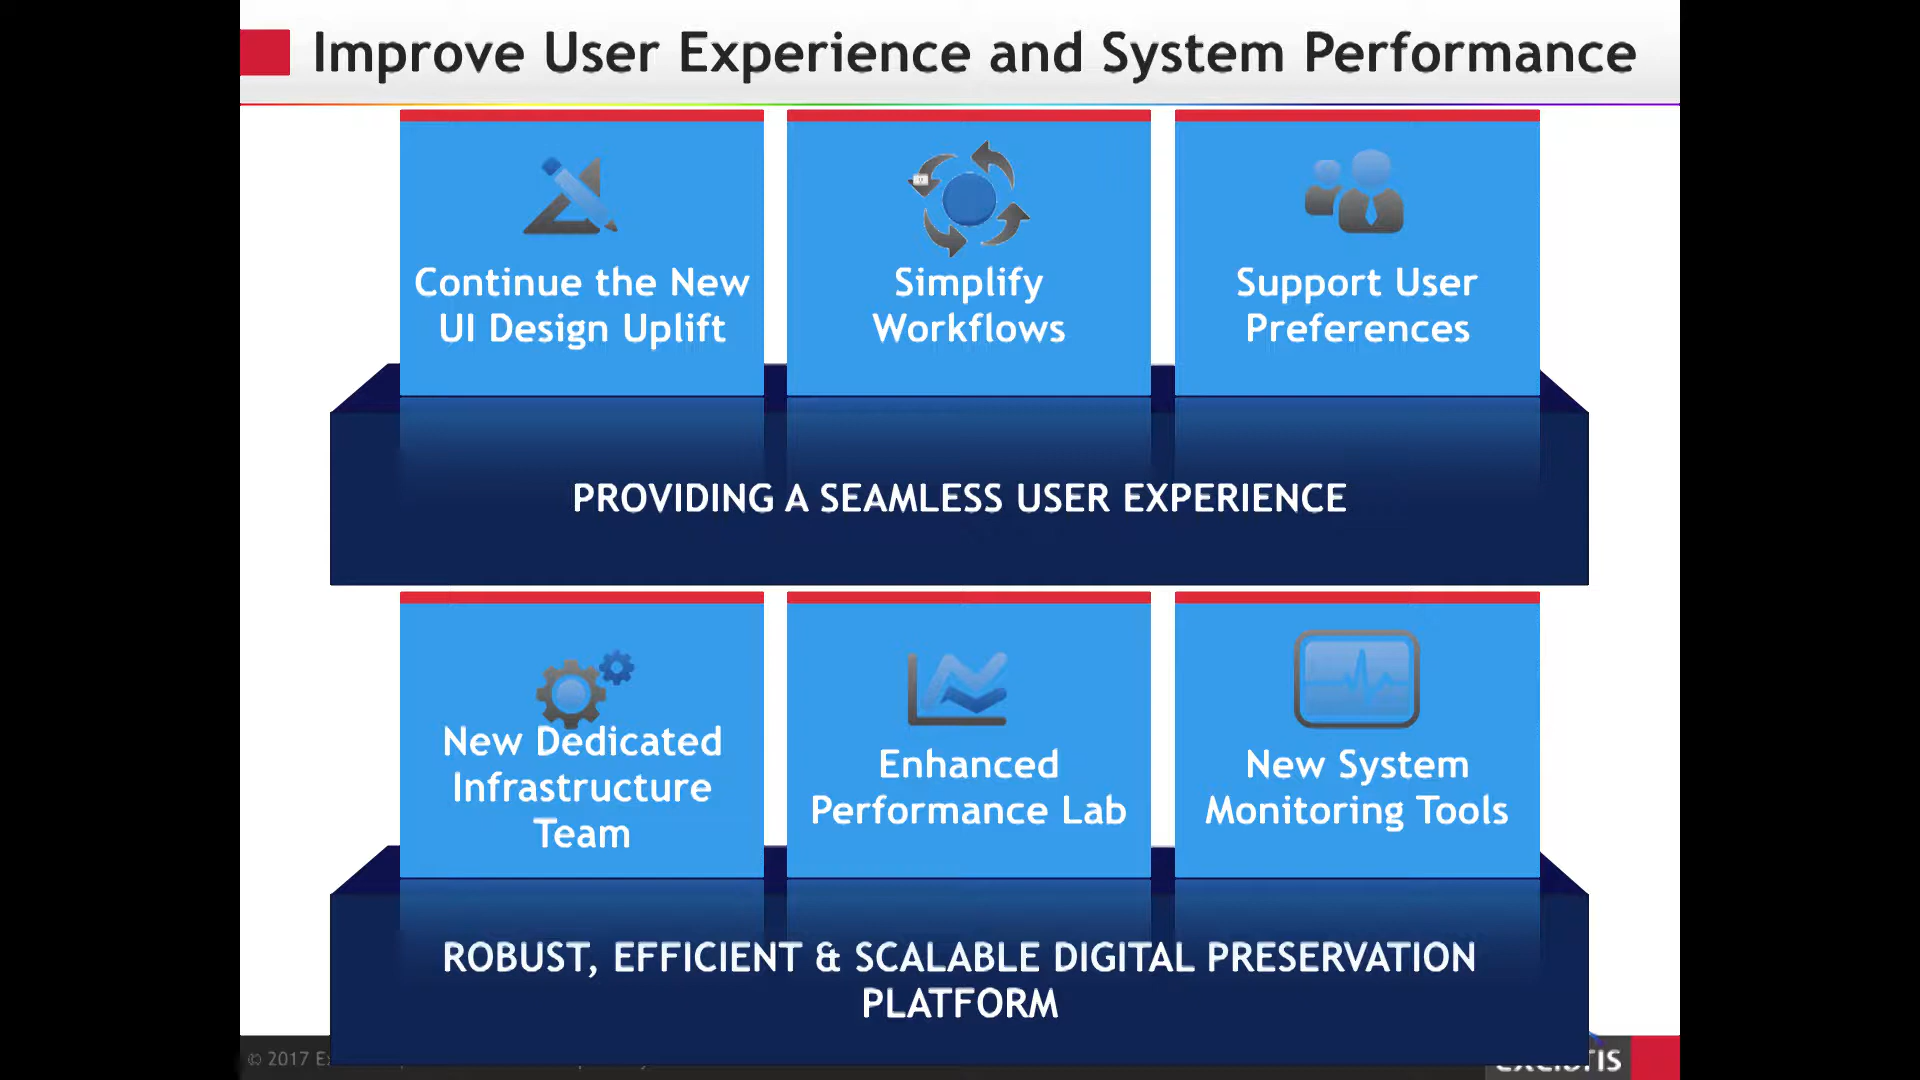 Improve User Experience and System Performance
Continue the New
UI Design Uplift
Simplify
Workflows
Support User
Preferences
PROVIDING A SEAMLESS USER EXPERIENCE
New Dedicated
Infrastructure
Team
Enhanced
Performance Lab
New System
Monitoring Tools
ROBUST, EFFICIENT & SCALABLE DIGITAL PRESERVATION
PLATFORM
© 2017